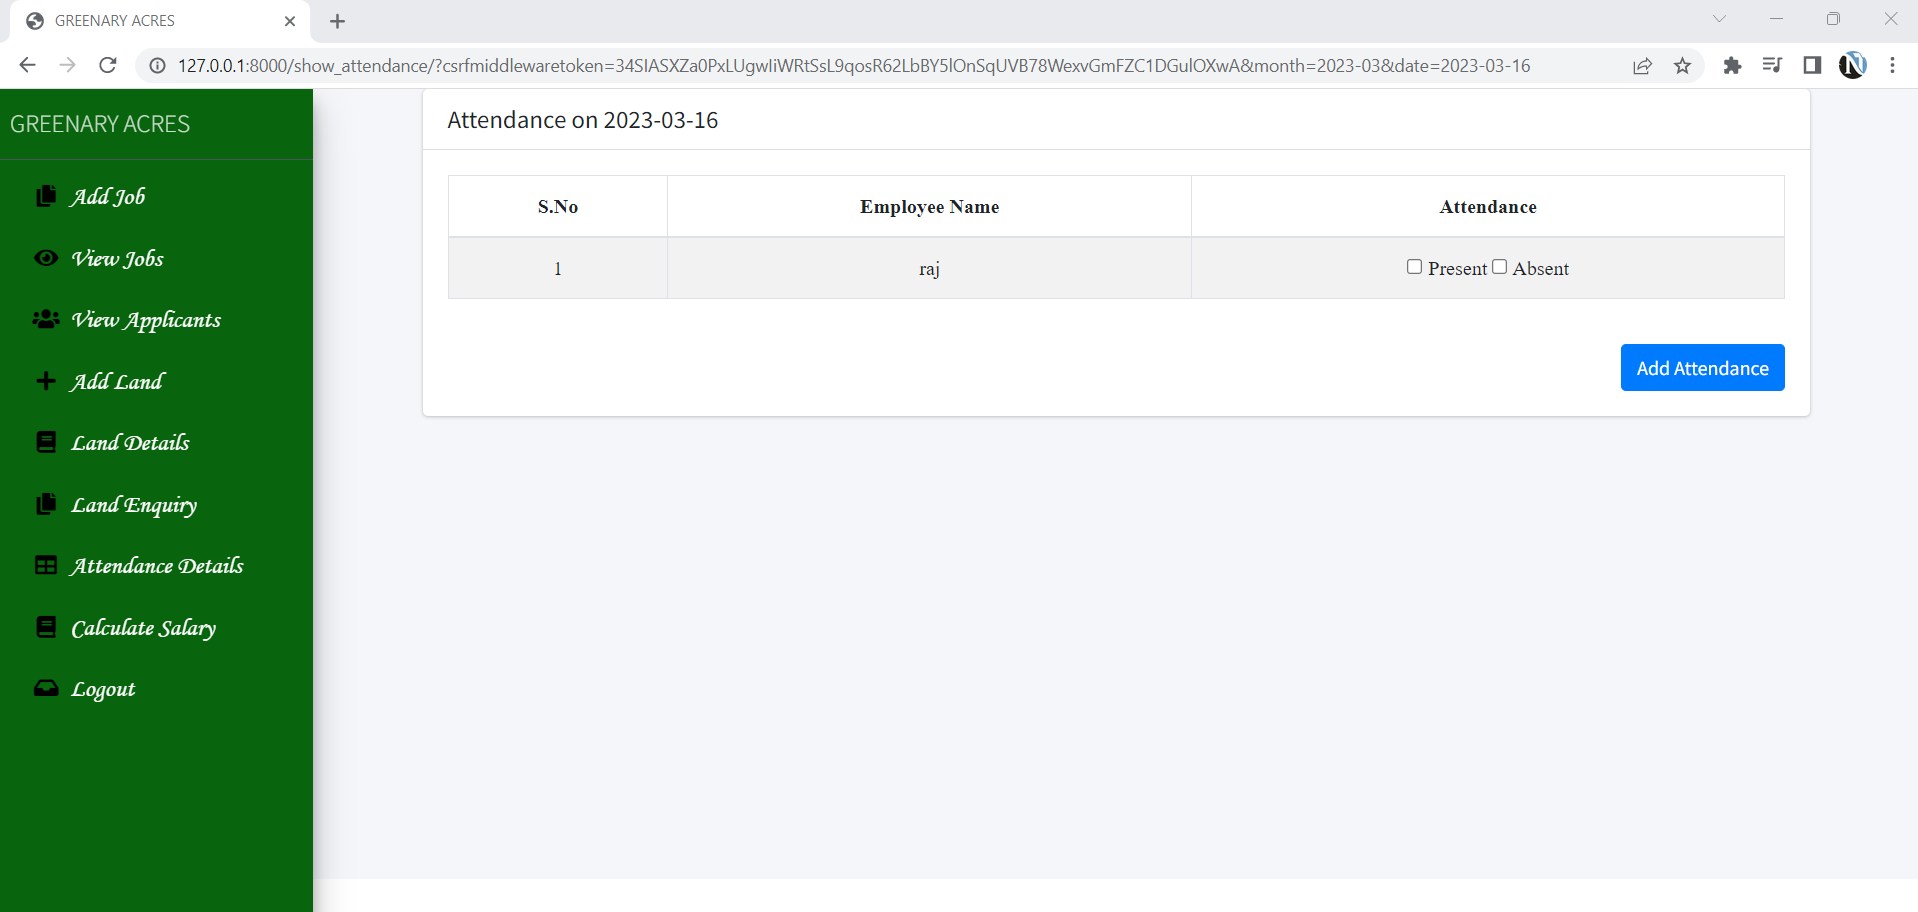 GREENARY ACRES
127.0.0.1:8000/show_attendance/?csrfmiddlewaretoken=34SIASXZa0PxLUgwIiWRtSsL9qosR62LbBY5lOnSqUVB78WexvGmFZC1DGulOXwA&month=2023-03&date=2023-03-16
GREENARY ACRES
Add Job
View Jobs
View Applicants
Add Land
Land Details
Land Enquiry
Attendance Details
Calculate Salary
Logout
Attendance on 2023-03-16
S.No Employee Name Attendance
1 raj Present Absent
Add Attendance